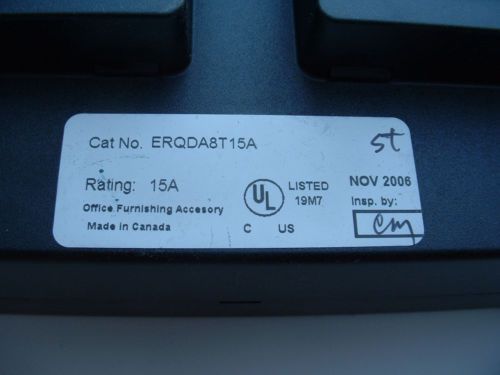 Cat No. ERQDA8T15A
st
Rating: 15A
UL
LISTED
19M7
NOV 2006
Office Furnishing Accesory
Insp. by:
Made in Canada
C US
cm